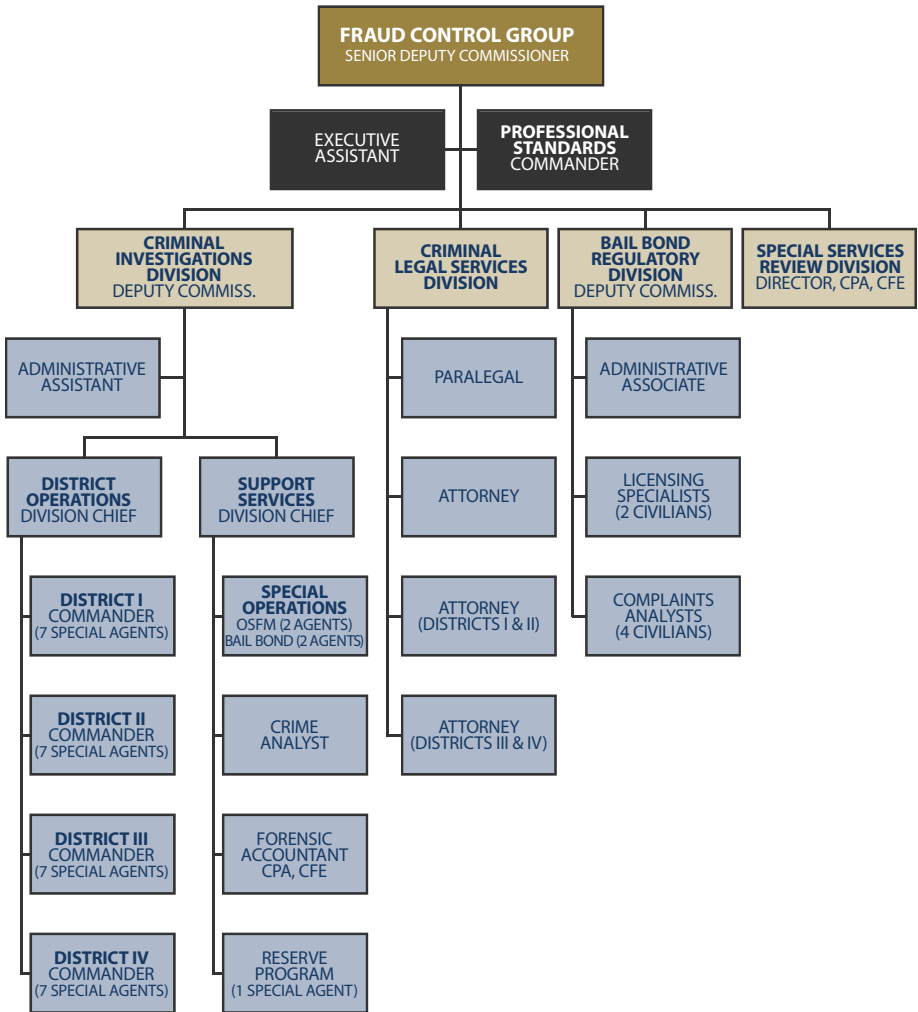 FRAUD CONTROL GROUP
SENIOR DEPUTY COMMISSIONER
EXECUTIVE
ASSISTANT
PROFESSIONAL
STANDARDS
COMMANDER
CRIMINAL
INVESTIGATIONS
DIVISION
DEPUTY COMMISS.
CRIMINAL
LEGAL SERVICES
DIVISION
BAIL BOND
REGULATORY
DIVISION
DEPUTY COMMISS.
SPECIAL SERVICES
REVIEW DIVISION
DIRECTOR, CPA, CFE
ADMINISTRATIVE
ASSISTANT
PARALEGAL
ADMINISTRATIVE
ASSOCIATE
DISTRICT
OPERATIONS
DIVISION CHIEF
SUPPORT
SERVICES
DIVISION CHIEF
ATTORNEY
LICENSING
SPECIALISTS
(2 CIVILIANS)
DISTRICT I
COMMANDER
(7 SPECIAL AGENTS)
SPECIAL
OPERATIONS
OSFM (2 AGENTS)
BAIL BOND (2 AGENTS)
ATTORNEY
(DISTRICTS I & II)
COMPLAINTS
ANALYSTS
(4 CIVILIANS)
DISTRICT II
COMMANDER
(7 SPECIAL AGENTS)
CRIME
ANALYST
ATTORNEY
(DISTRICTS III & IV)
DISTRICT III
COMMANDER
(7 SPECIAL AGENTS)
FORENSIC
ACCOUNTANT
CPA, CFE
DISTRICT IV
COMMANDER
(7 SPECIAL AGENTS)
RESERVE
PROGRAM
(1 SPECIAL AGENT)